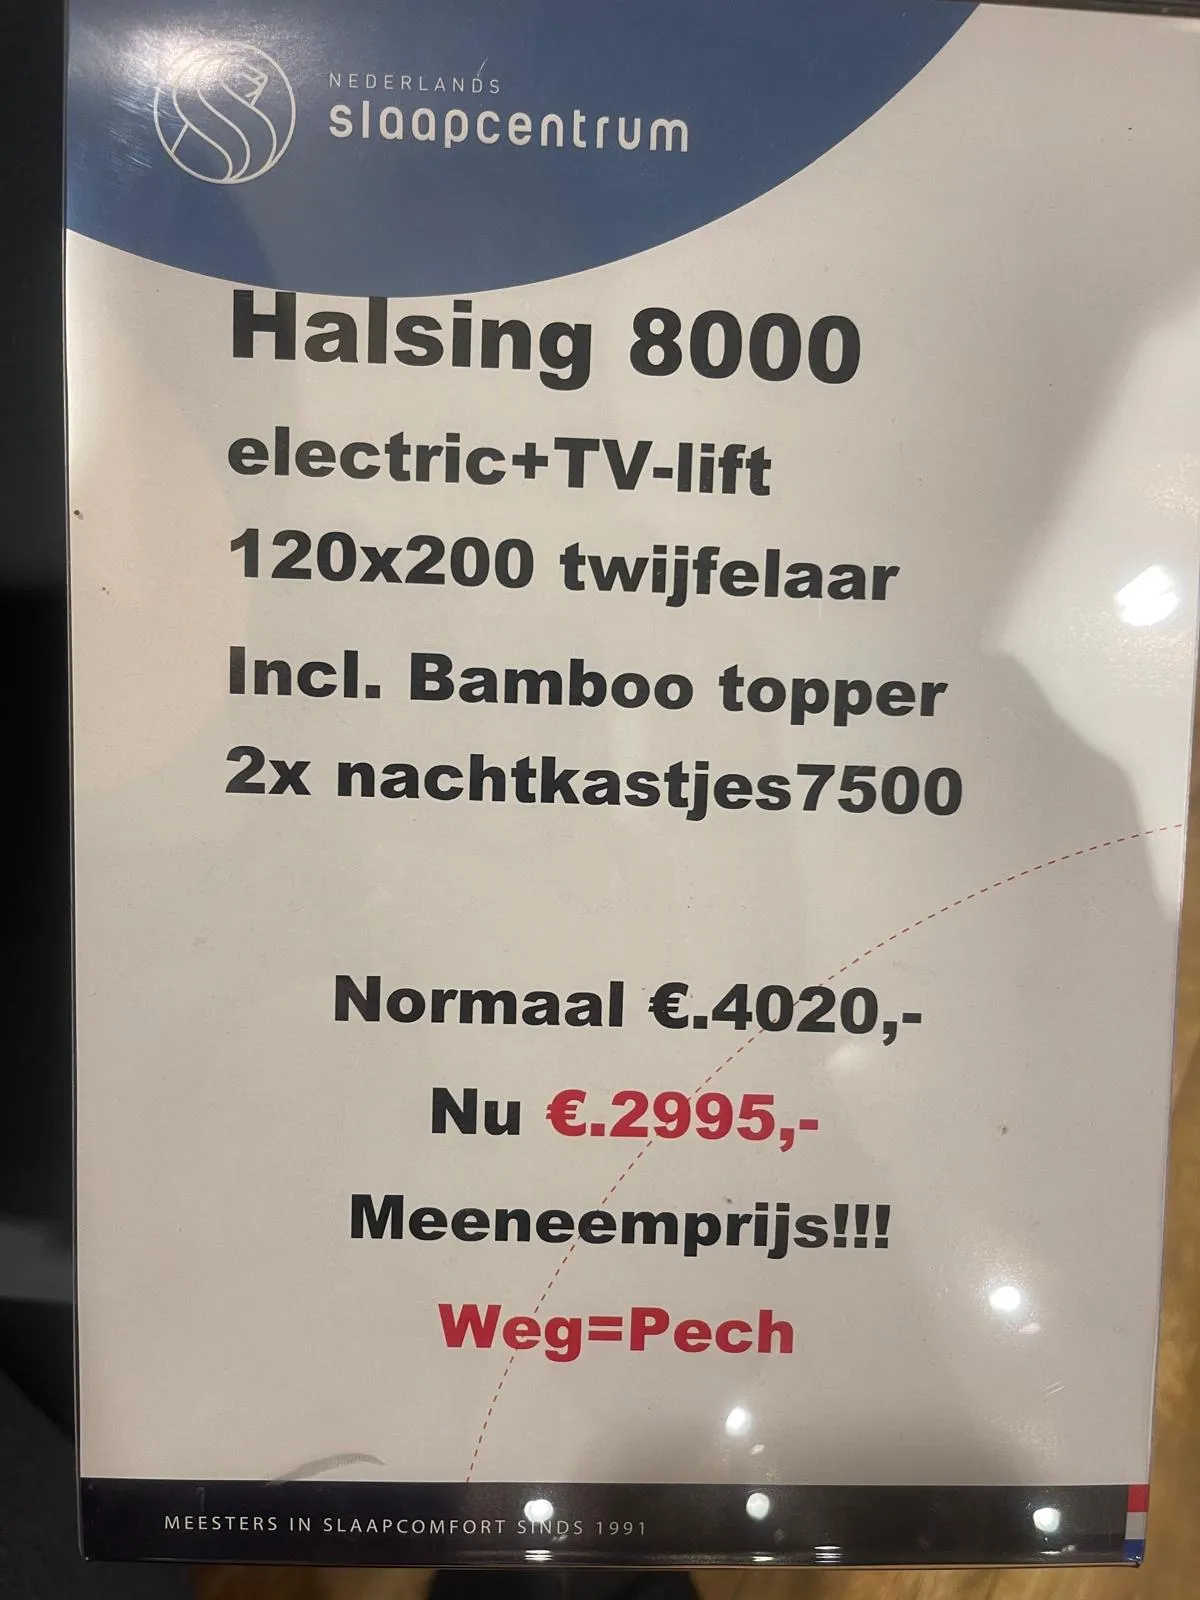 NEDERLANDS
slaapcentrum
Halsing 8000
electric+TV-lift
120x200 twijfelaar
Incl. Bamboo topper
2x nachtkastjes7500
Normaal €.4020,-
Nu €.2995,-
Meeneemprijs!!!
Weg=Pech
MEESTERS IN SLAAPCOMFORT SINDS 1991